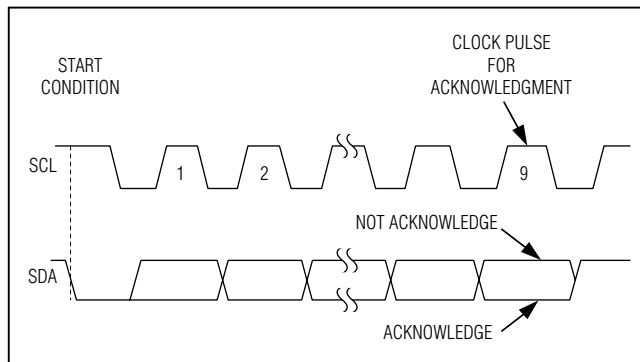 START
CONDITION
CLOCK PULSE
FOR
ACKNOWLEDGMENT
SCL
1
2
9
NOT ACKNOWLEDGE
SDA
ACKNOWLEDGE